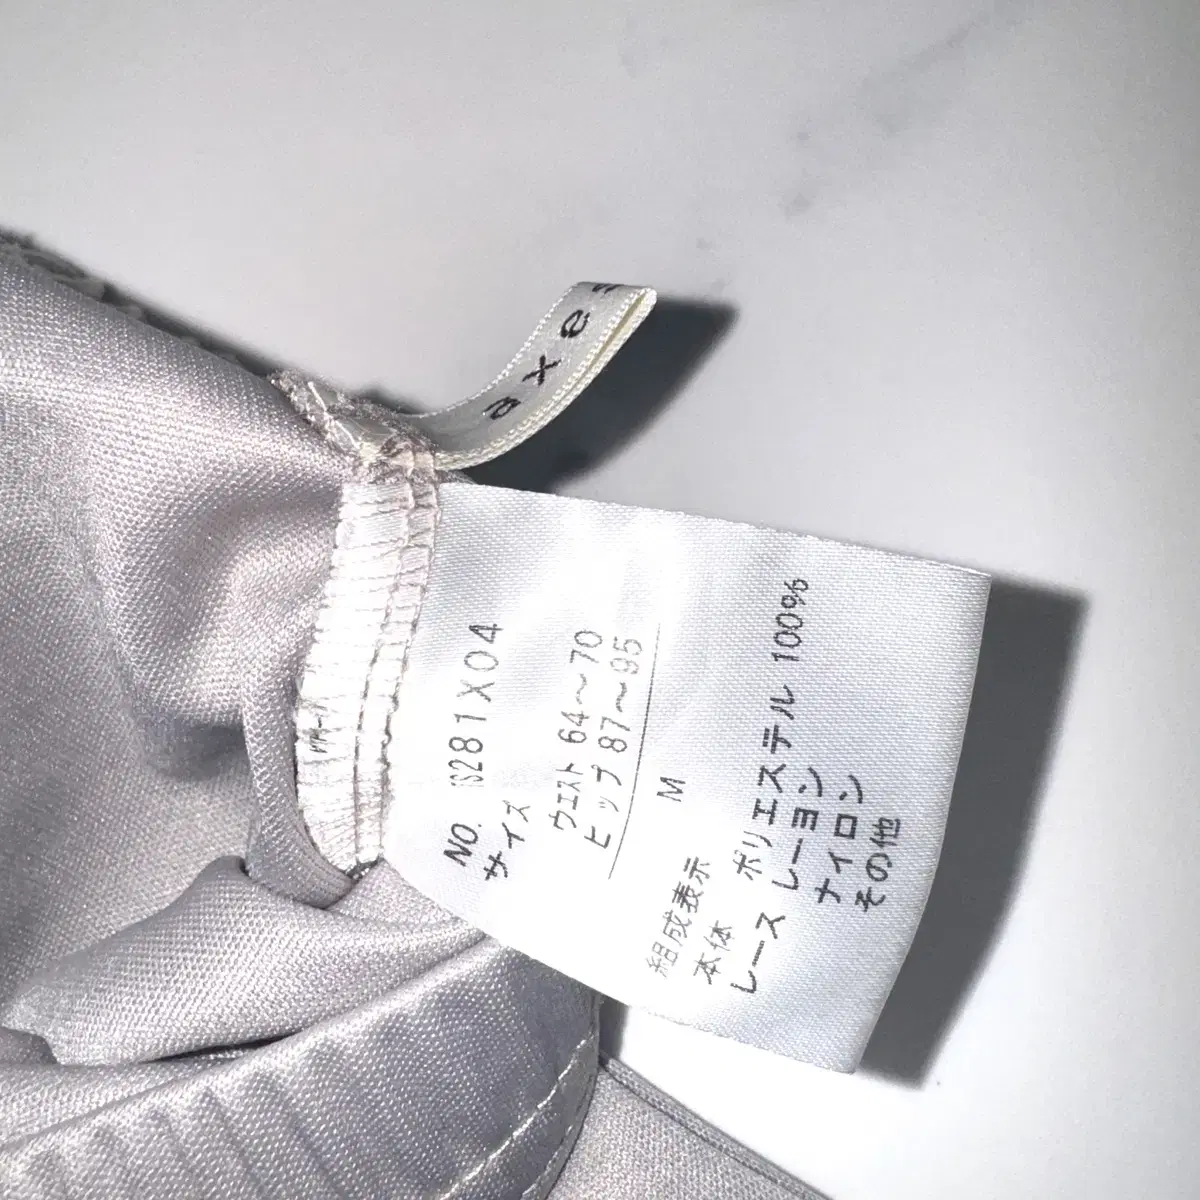 axes
NO. IS281X04
サイズ
ウエスト 64～70
ヒップ 87～95
M
組成表示
本体 ポリエステル 100%
レース レーヨン
ナイロン
その他